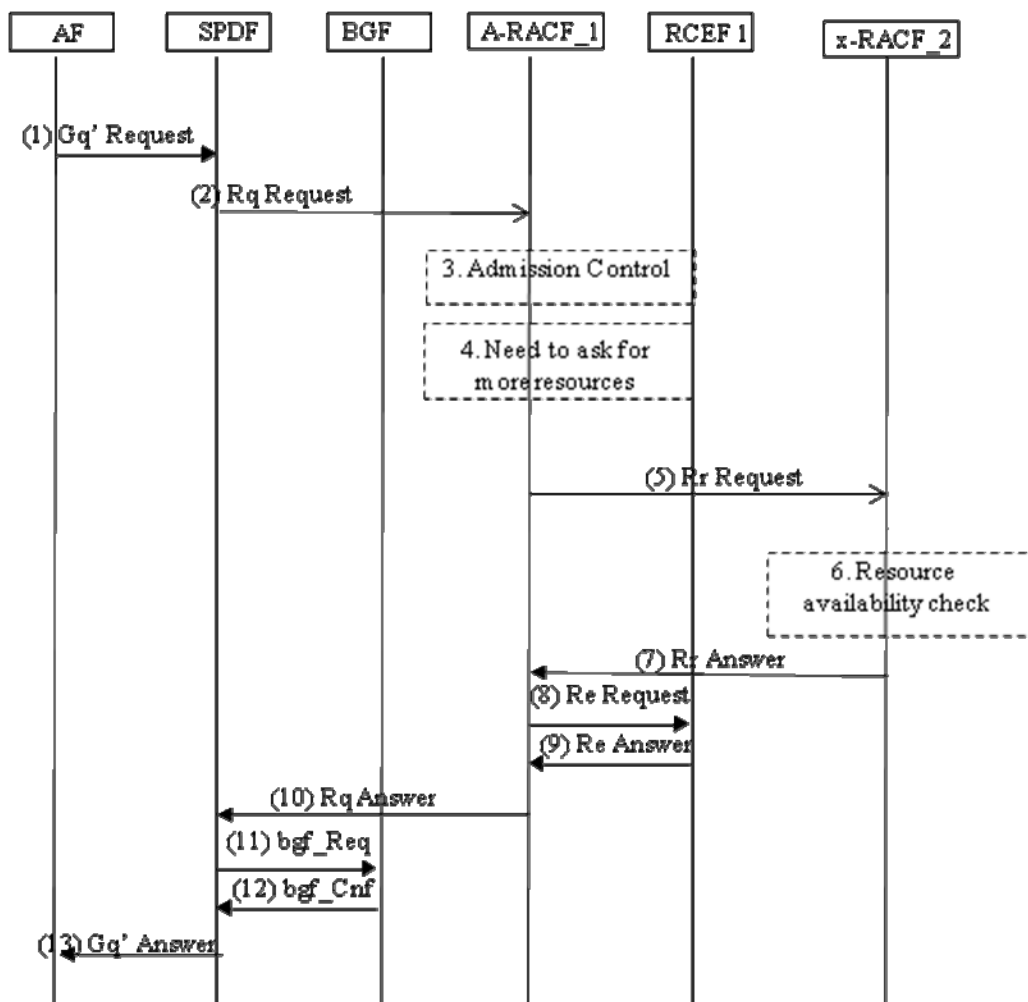 AF
SPDF
BGF
A-RACF_1
RCEF 1
x-RACF_2
(1) Gq' Request
(2) Rq Request
3. Admission Control
4. Need to ask for
more resources
(5) Rr Request
6. Resource
availability check
(7) Rr Answer
(8) Re Request
(9) Re Answer
(10) Rq Answer
(11) bgf_Req
(12) bgf_Cnf
(13) Gq' Answer